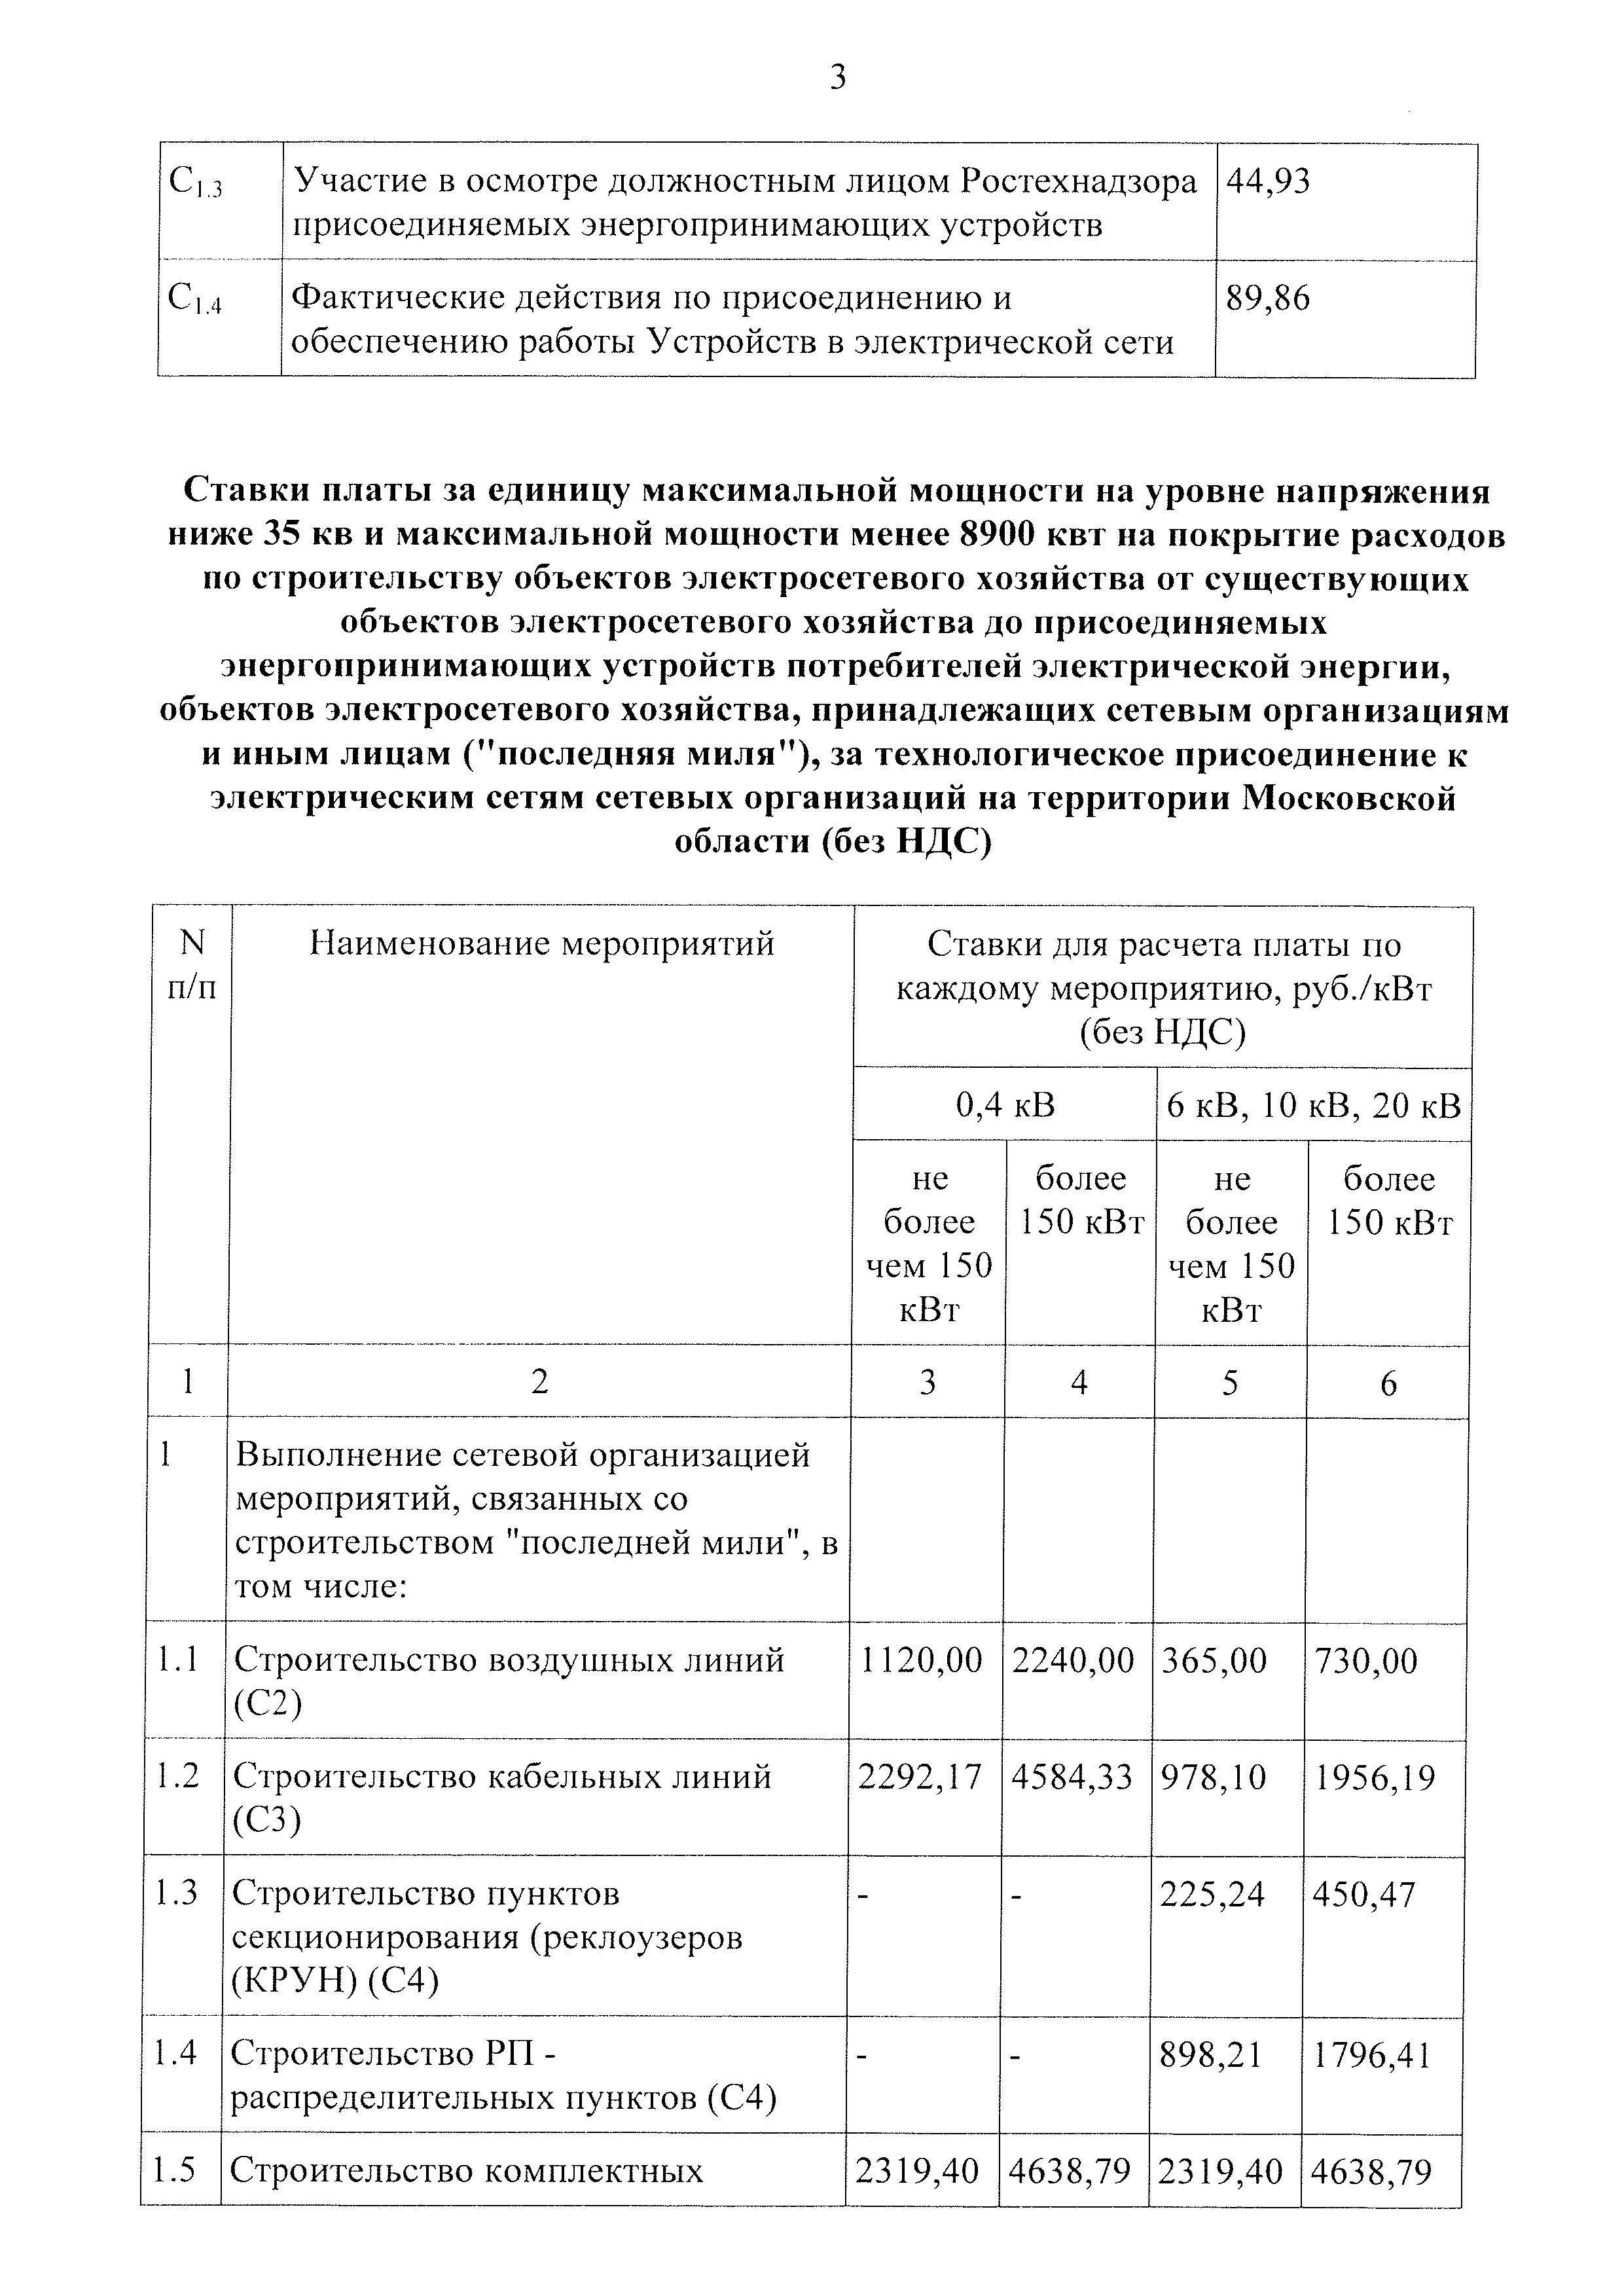 3
С1.3 Участие в осмотре должностным лицом Ростехнадзора 44,93
присоединяемых энергопринимающих устройств
С1.4 Фактические действия по присоединению и 89,86
обеспечению работы Устройств в электрической сети
Ставки платы за единицу максимальной мощности на уровне напряжения
ниже 35 кв и максимальной мощности менее 8900 квт на покрытие расходов
по строительству объектов электросетевого хозяйства от существующих
объектов электросетевого хозяйства до присоединяемых
энергопринимающих устройств потребителей электрической энергии,
объектов электросетевого хозяйства, принадлежащих сетевым организациям
и иным лицам ("последняя миля"), за технологическое присоединение к
электрическим сетям сетевых организаций на территории Московской
области (без НДС)
N Наименование мероприятий Ставки для расчета платы по
п/п каждому мероприятию, руб./кВт
(без НДС)
0,4 кВ 6 кВ, 10 кВ, 20 кВ
не более не более
более 150 кВт более 150 кВт
чем 150 чем 150
кВт кВт
1 2 3 4 5 6
1 Выполнение сетевой организацией
мероприятий, связанных со
строительством "последней мили", в
том числе:
1.1 Строительство воздушных линий 1120,00 2240,00 365,00 730,00
(С2)
1.2 Строительство кабельных линий 2292,17 4584,33 978,10 1956,19
(С3)
1.3 Строительство пунктов - - 225,24 450,47
секционирования (реклоузеров
(КРУН) (С4)
1.4 Строительство РП - - - 898,21 1796,41
распределительных пунктов (С4)
1.5 Строительство комплектных 2319,40 4638,79 2319,40 4638,79